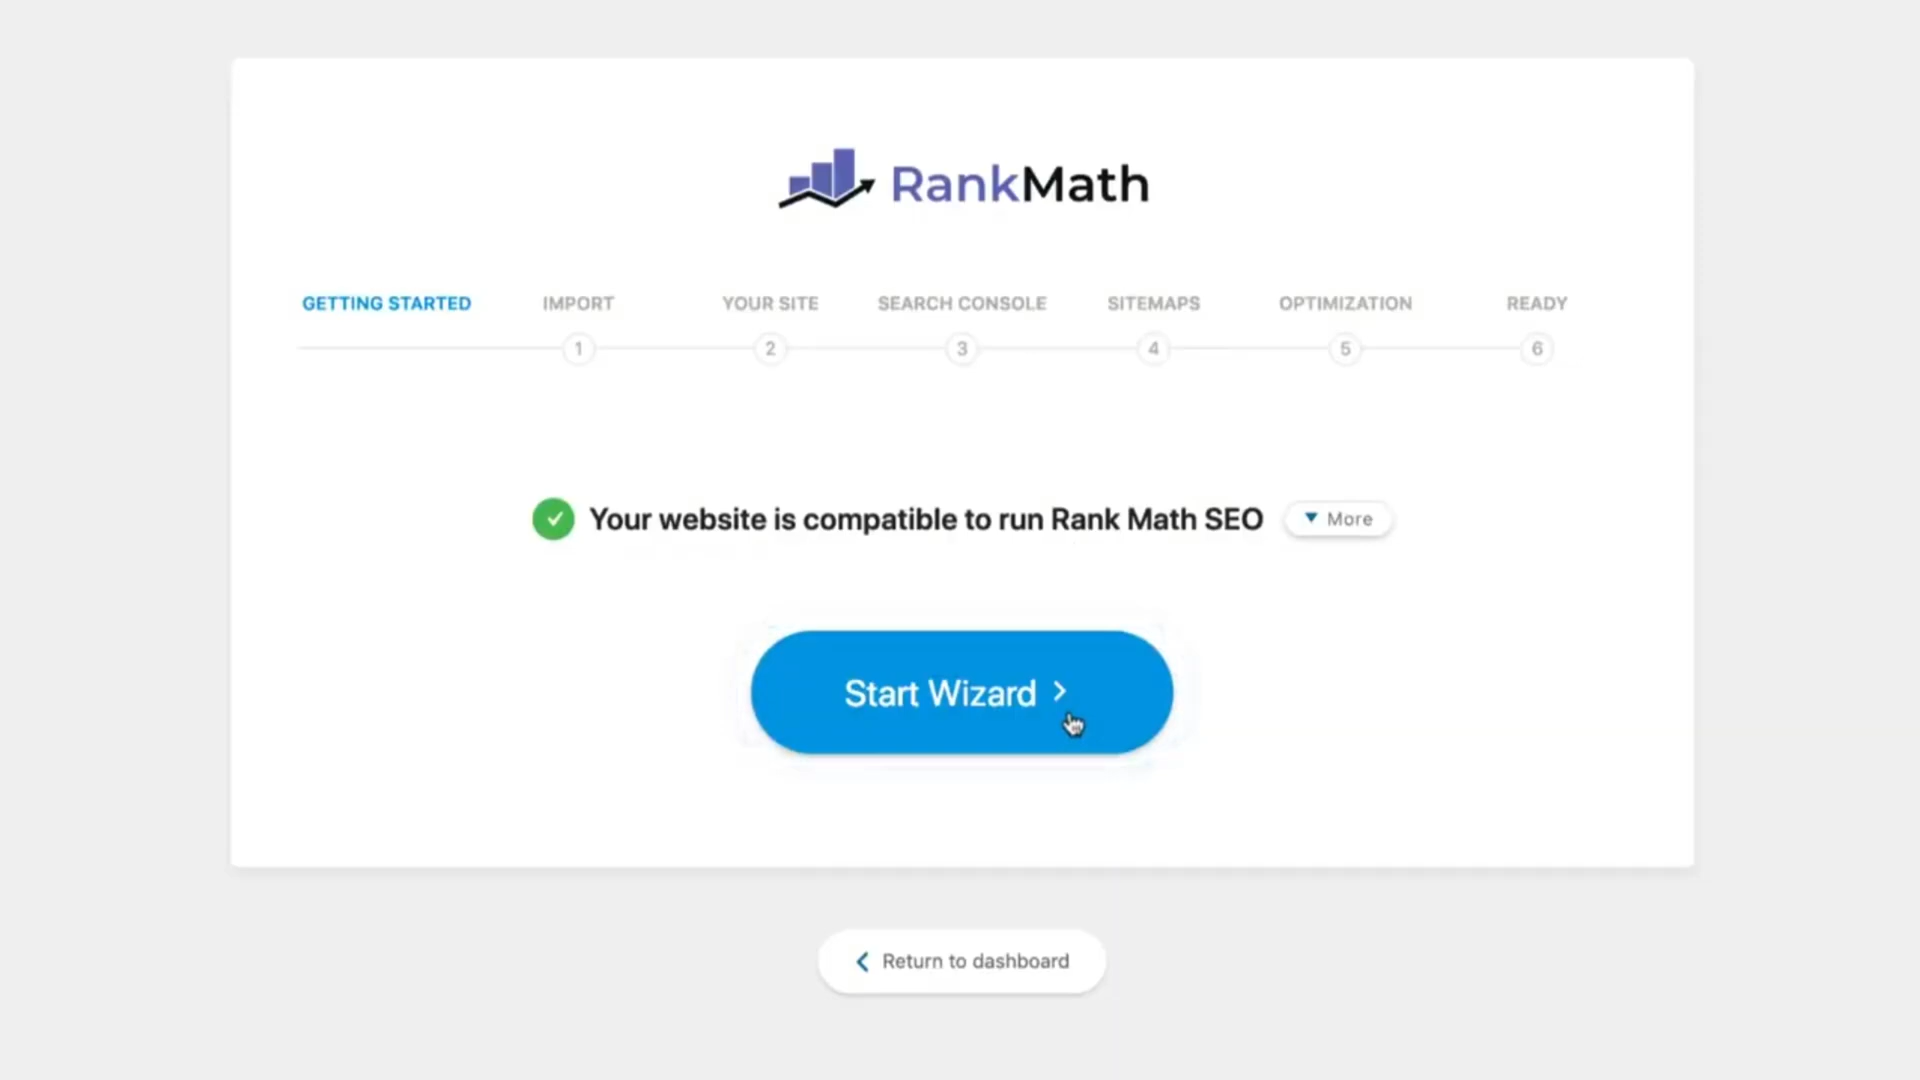 RankMath
GETTING STARTED IMPORT YOUR SITE SEARCH CONSOLE SITEMAPS OPTIMIZATION READY
1 2 3 4 5 6
Your website is compatible to run Rank Math SEO More
Start Wizard
Return to dashboard